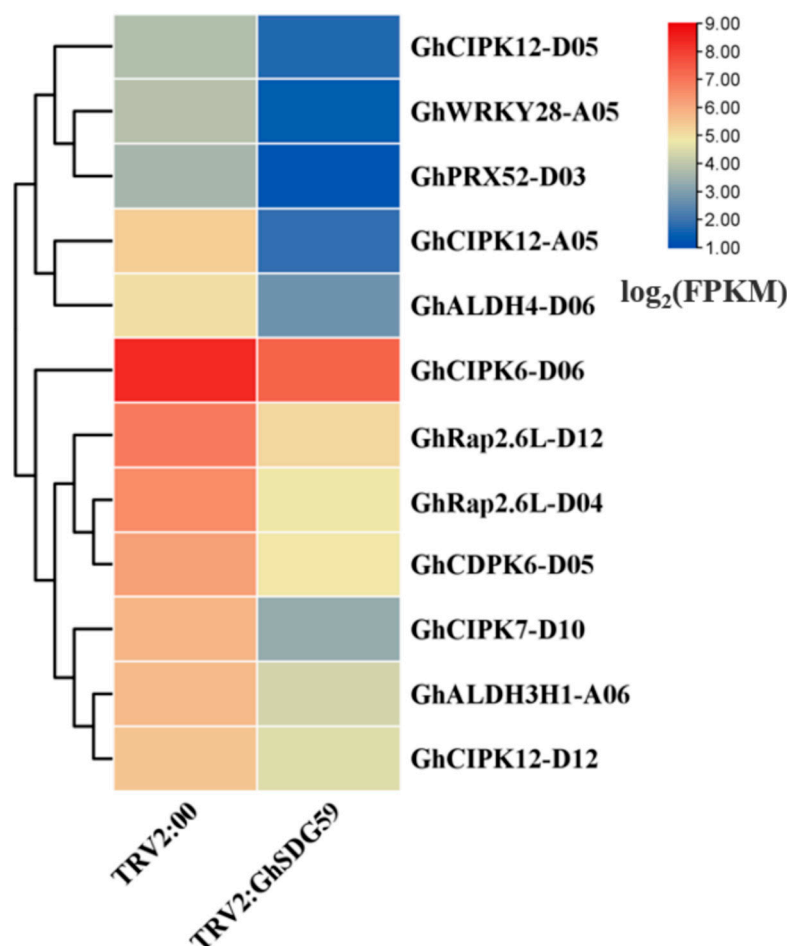 GhCIPK12-D05
GhWRKY28-A05
GhPRX52-D03
GhCIPK12-A05
GhALDH4-D06
GhCIPK6-D06
GhRap2.6L-D12
GhRap2.6L-D04
GhCDPK6-D05
GhCIPK7-D10
GhALDH3H1-A06
GhCIPK12-D12
9.00
8.00
7.00
6.00
5.00
4.00
3.00
2.00
1.00
log₂(FPKM)
TRV2:00
TRV2:GhSDG59